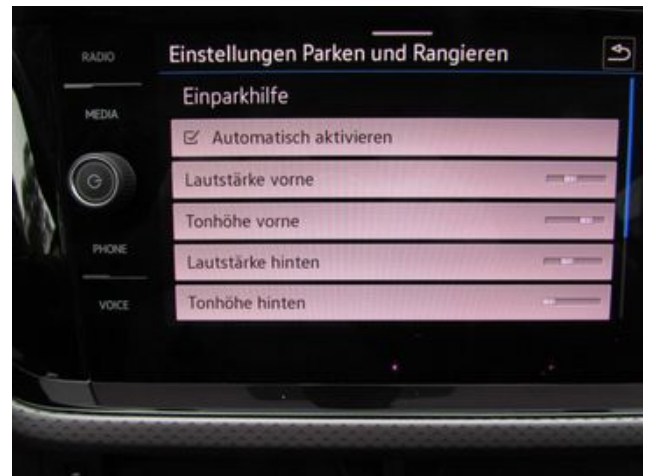 RADIO
MEDIA
PHONE
VOICE
Einstellungen Parken und Rangieren
Einparkhilfe
Automatisch aktivieren
Lautstärke vorne
Tonhöhe vorne
Lautstärke hinten
Tonhöhe hinten